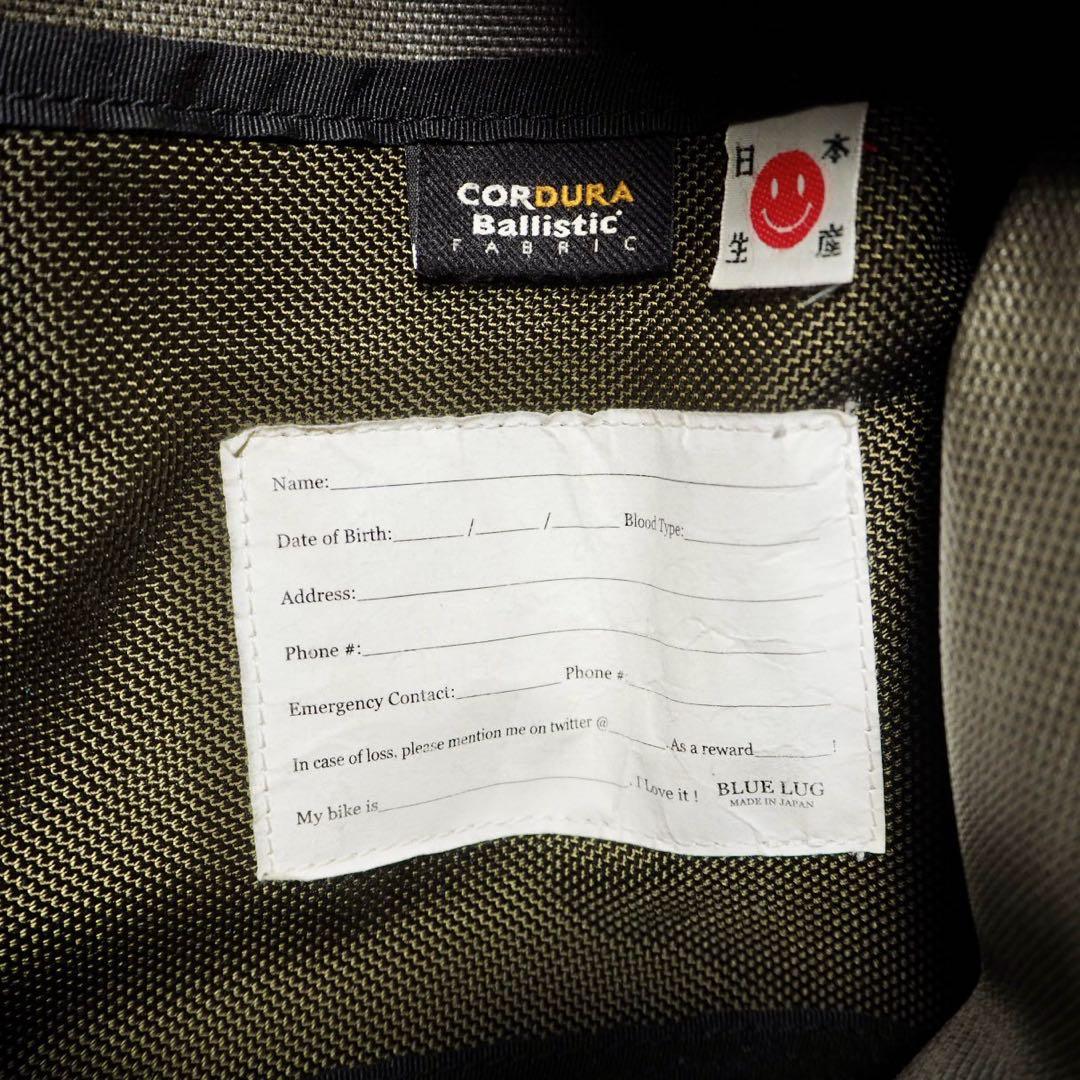 CORDURA
Ballistic
FABRIC
日本
生産
Name:
Date of Birth: / / Blood Type:
Address:
Phone #:
Emergency Contact: Phone #
In case of loss, please mention me on twitter @ . As a reward !
My bike is . I Love it !
BLUE LUG
MADE IN JAPAN